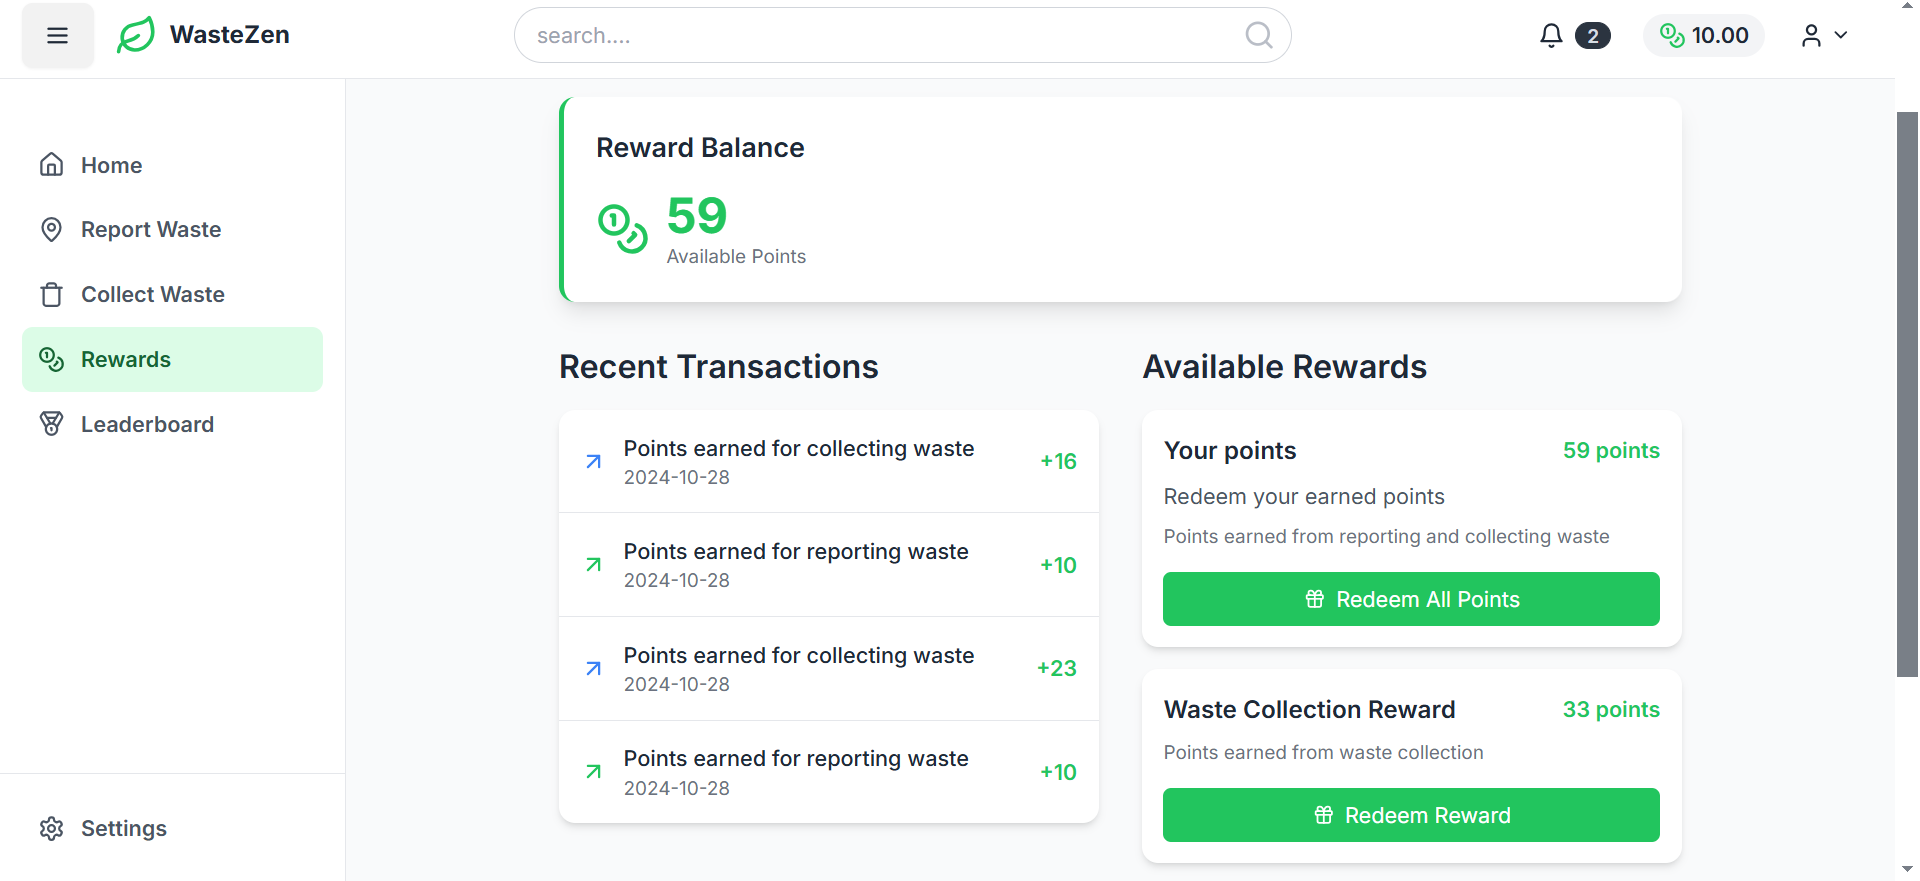 WasteZen
search....
2
10.00
Home
Report Waste
Collect Waste
Rewards
Leaderboard
Settings
Reward Balance
59
Available Points
Recent Transactions
Points earned for collecting waste
2024-10-28
+16
Points earned for reporting waste
2024-10-28
+10
Points earned for collecting waste
2024-10-28
+23
Points earned for reporting waste
2024-10-28
+10
Available Rewards
Your points
59 points
Redeem your earned points
Points earned from reporting and collecting waste
Redeem All Points
Waste Collection Reward
33 points
Points earned from waste collection
Redeem Reward